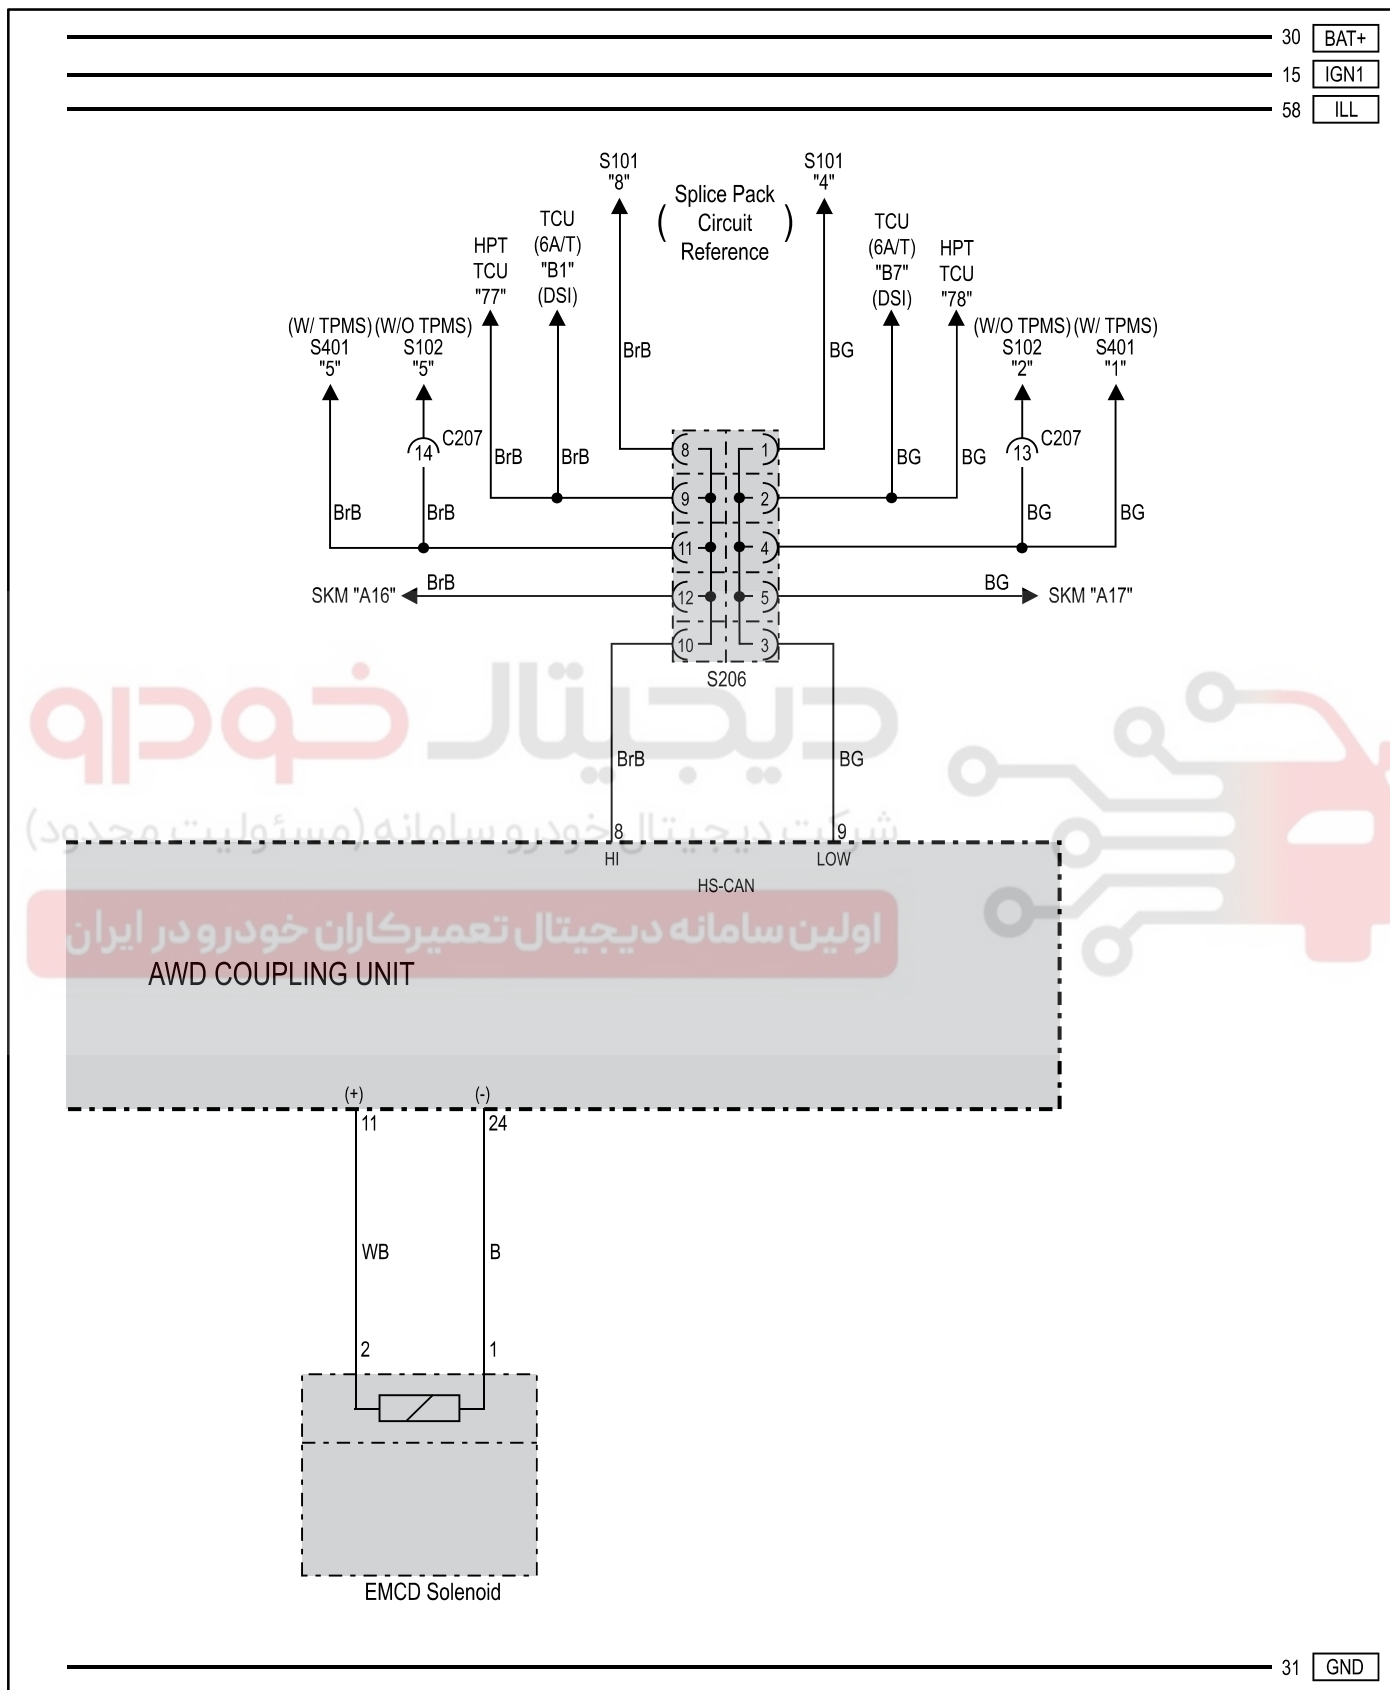 30 BAT+
15 IGN1
58 ILL
S101
"8"
S101
"4"
( Splice Pack )
Circuit
Reference
TCU
(6A/T)
"B1"
(DSI)
TCU
(6A/T)
"B7"
(DSI)
HPT
TCU
"77"
HPT
TCU
"78"
(W/ TPMS)
S401
"5"
(W/O TPMS)
S102
"5"
(W/O TPMS)
S102
"2"
(W/ TPMS)
S401
"1"
BrB
BG
14 C207
13 C207
BrB
BrB
BG
BG
8
1
9
2
BrB
BrB
BG
BG
11
4
SKM "A16"
BrB
12
5
BG
SKM "A17"
10
3
S206
دیجیتال خودرو
BrB
BG
شرکت دیجیتال خودرو سامانه (مسئولیت محدود)
8
9
HI
LOW
HS-CAN
اولین سامانه دیجیتال تعمیرکاران خودرو در ایران
AWD COUPLING UNIT
(+)
(-)
11
24
WB
B
2
1
EMCD Solenoid
31 GND